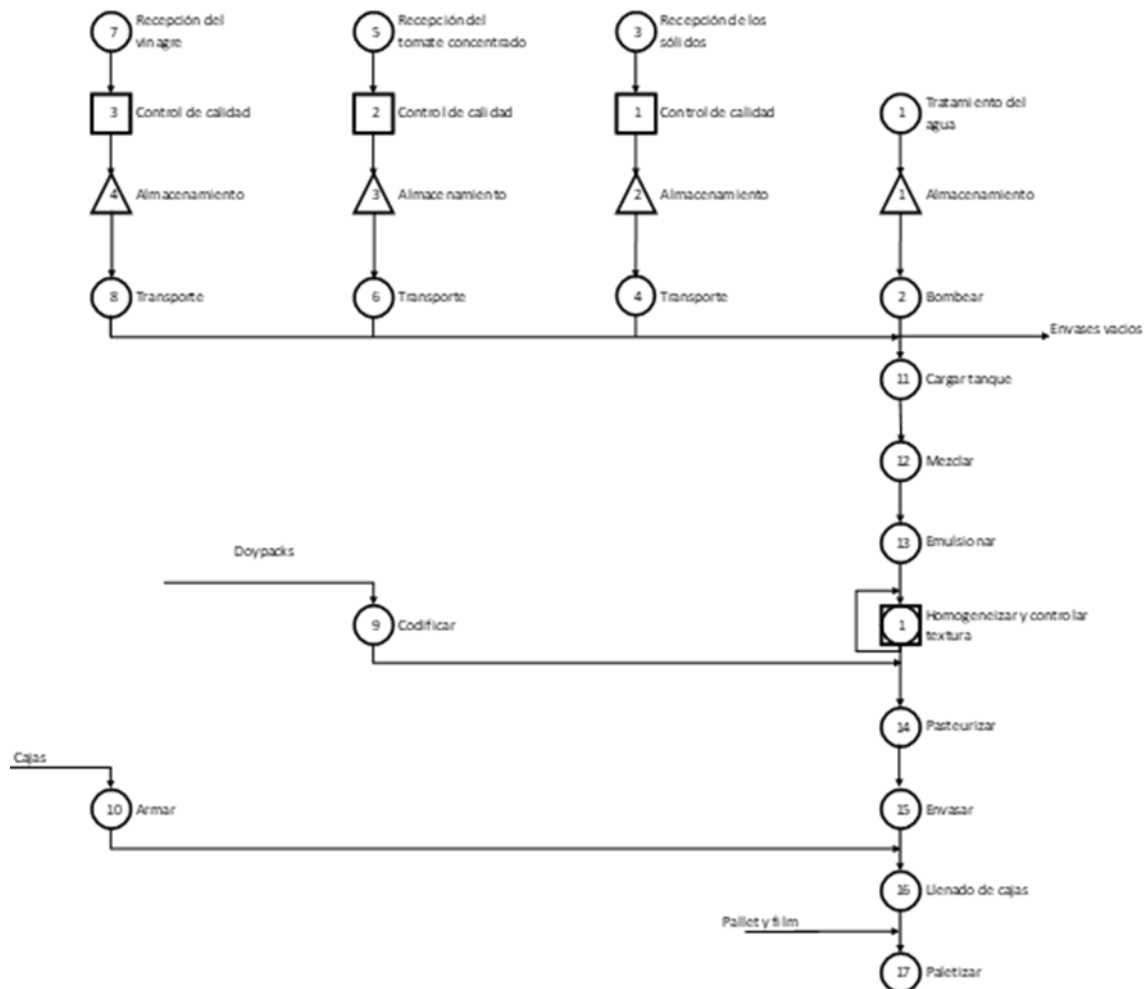 7
Recepción del
vinagre
5
Recepción del
tomate concentrado
3
Recepción de los
sólidos
3
Control de calidad
2
Control de calidad
1
Control de calidad
1
Tratamiento del
agua
4
Almacenamiento
3
Almacenamiento
2
Almacenamiento
1
Almacenamiento
8
Transporte
6
Transporte
4
Transporte
2
Bombear
Envases vacios
11
Cargar tanque
12
Mezclar
13
Emulsionar
Doypacks
9
Codificar
1
Homogeneizar y controlar
textura
14
Pasteurizar
Cajas
10
Armar
15
Envasar
16
Llenado de cajas
Pallet y film
17
Paletizar